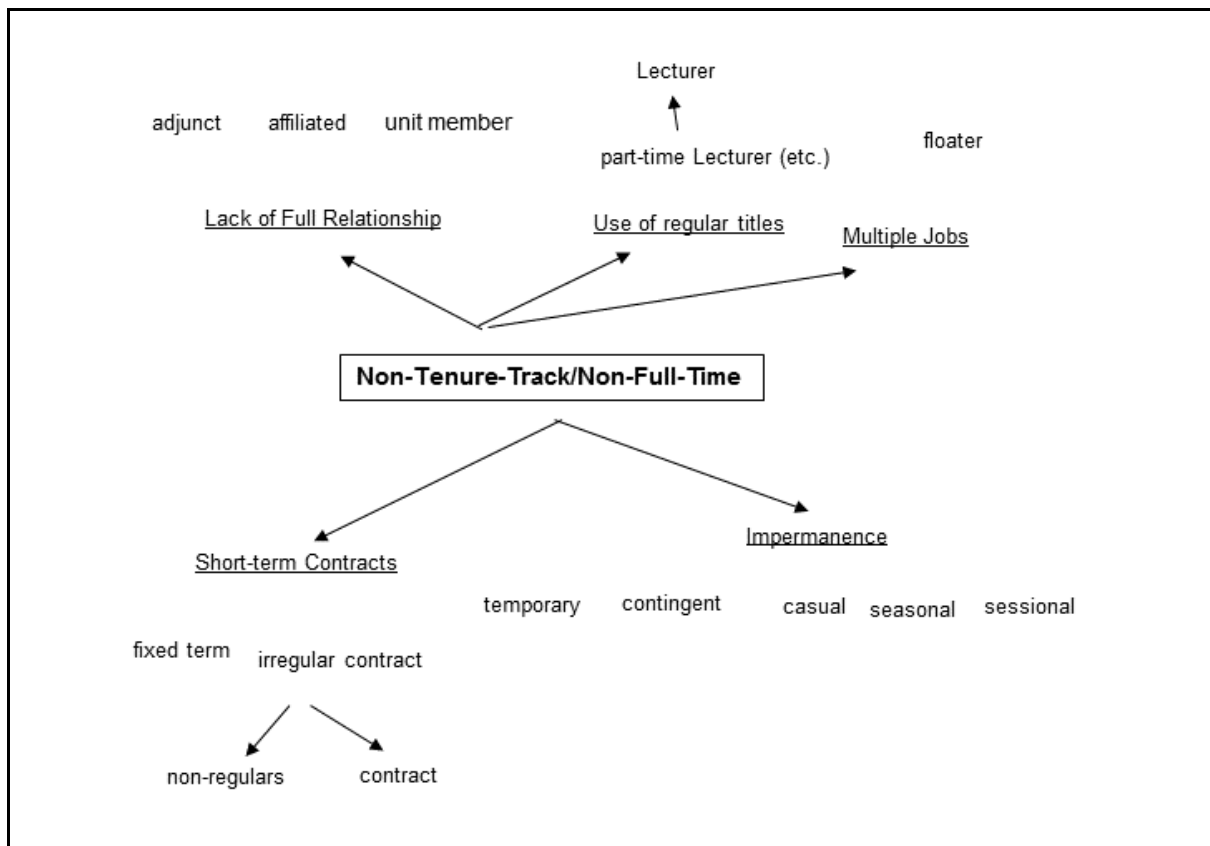 Lecturer
adjunct affiliated unit member
part-time Lecturer (etc.) floater
Lack of Full Relationship Use of regular titles Multiple Jobs
Non-Tenure-Track/Non-Full-Time
Short-term Contracts Impermanence
temporary contingent casual seasonal sessional
fixed term irregular contract
non-regulars contract